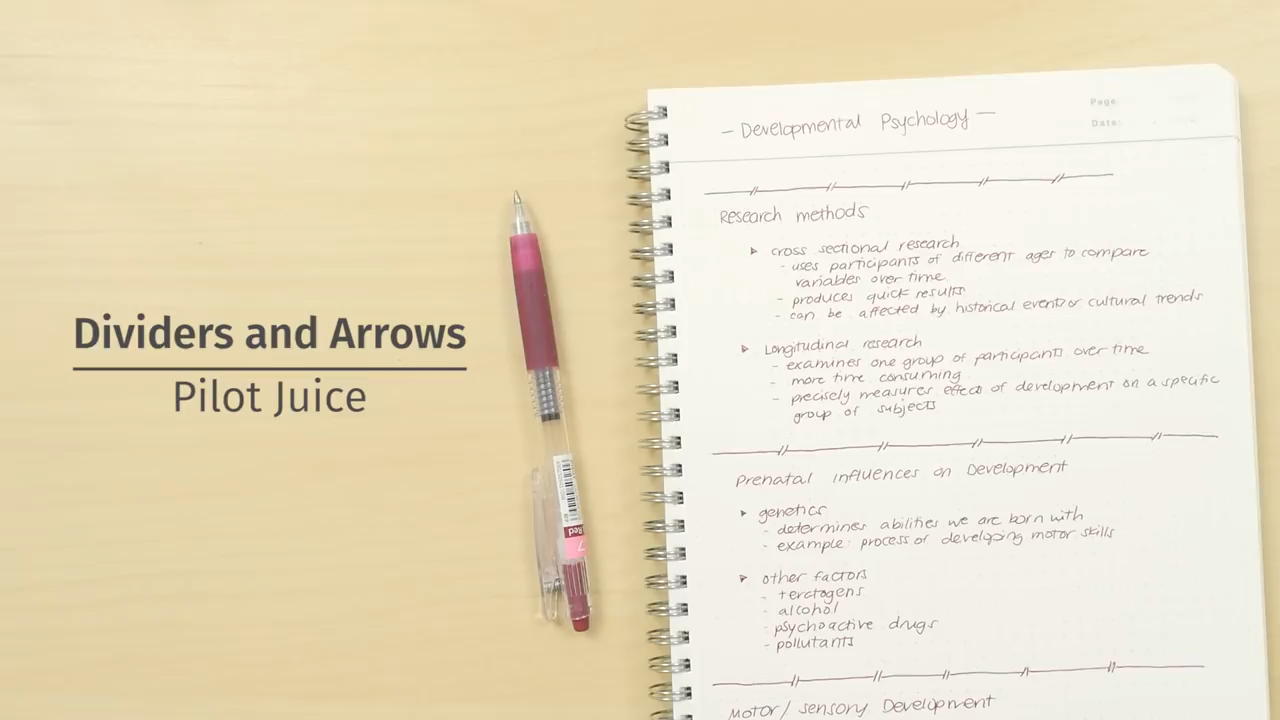 Dividers and Arrows
Pilot Juice
Red
7
Page:
Date:
– Developmental Psychology –
Research methods
cross sectional research
- uses participants of different ages to compare
variables over time
- produces quick results
- can be affected by historical events or cultural trends
Longitudinal research
- examines one group of participants over time
- more time consuming
- precisely measures effect of development on a specific
group of subjects
Prenatal influences on Development
genetics
- determines abilities we are born with
- example: process of developing motor skills
other factors
- teratogens
- alcohol
- psychoactive drugs
- pollutants
Motor/ sensory Development